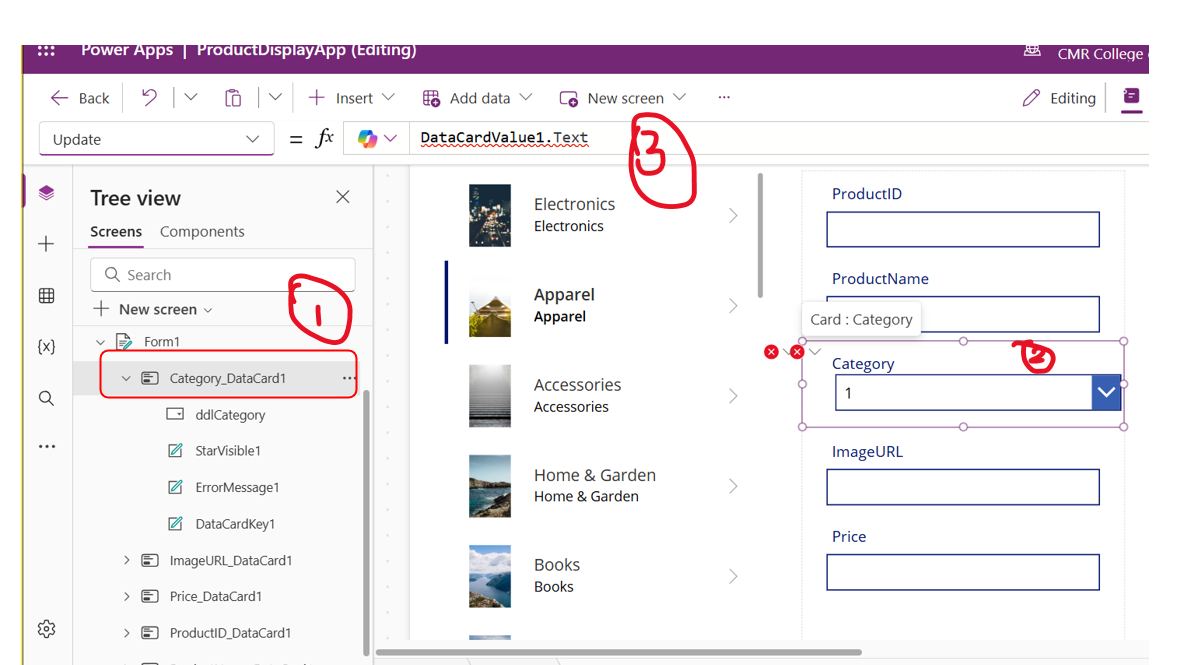 Power Apps | ProductDisplayApp (Editing)
CMR College
Back
Insert
Add data
New screen
...
Editing
Update
= fx
DataCardValue1.Text
3
Tree view
Screens
Components
Search
New screen
1
Form1
Category_DataCard1
...
ddlCategory
StarVisible1
ErrorMessage1
DataCardKey1
ImageURL_DataCard1
Price_DataCard1
ProductID_DataCard1
{x}
Electronics
Electronics
Apparel
Apparel
Accessories
Accessories
Home & Garden
Home & Garden
Books
Books
ProductID
ProductName
Card : Category
2
Category
1
ImageURL
Price